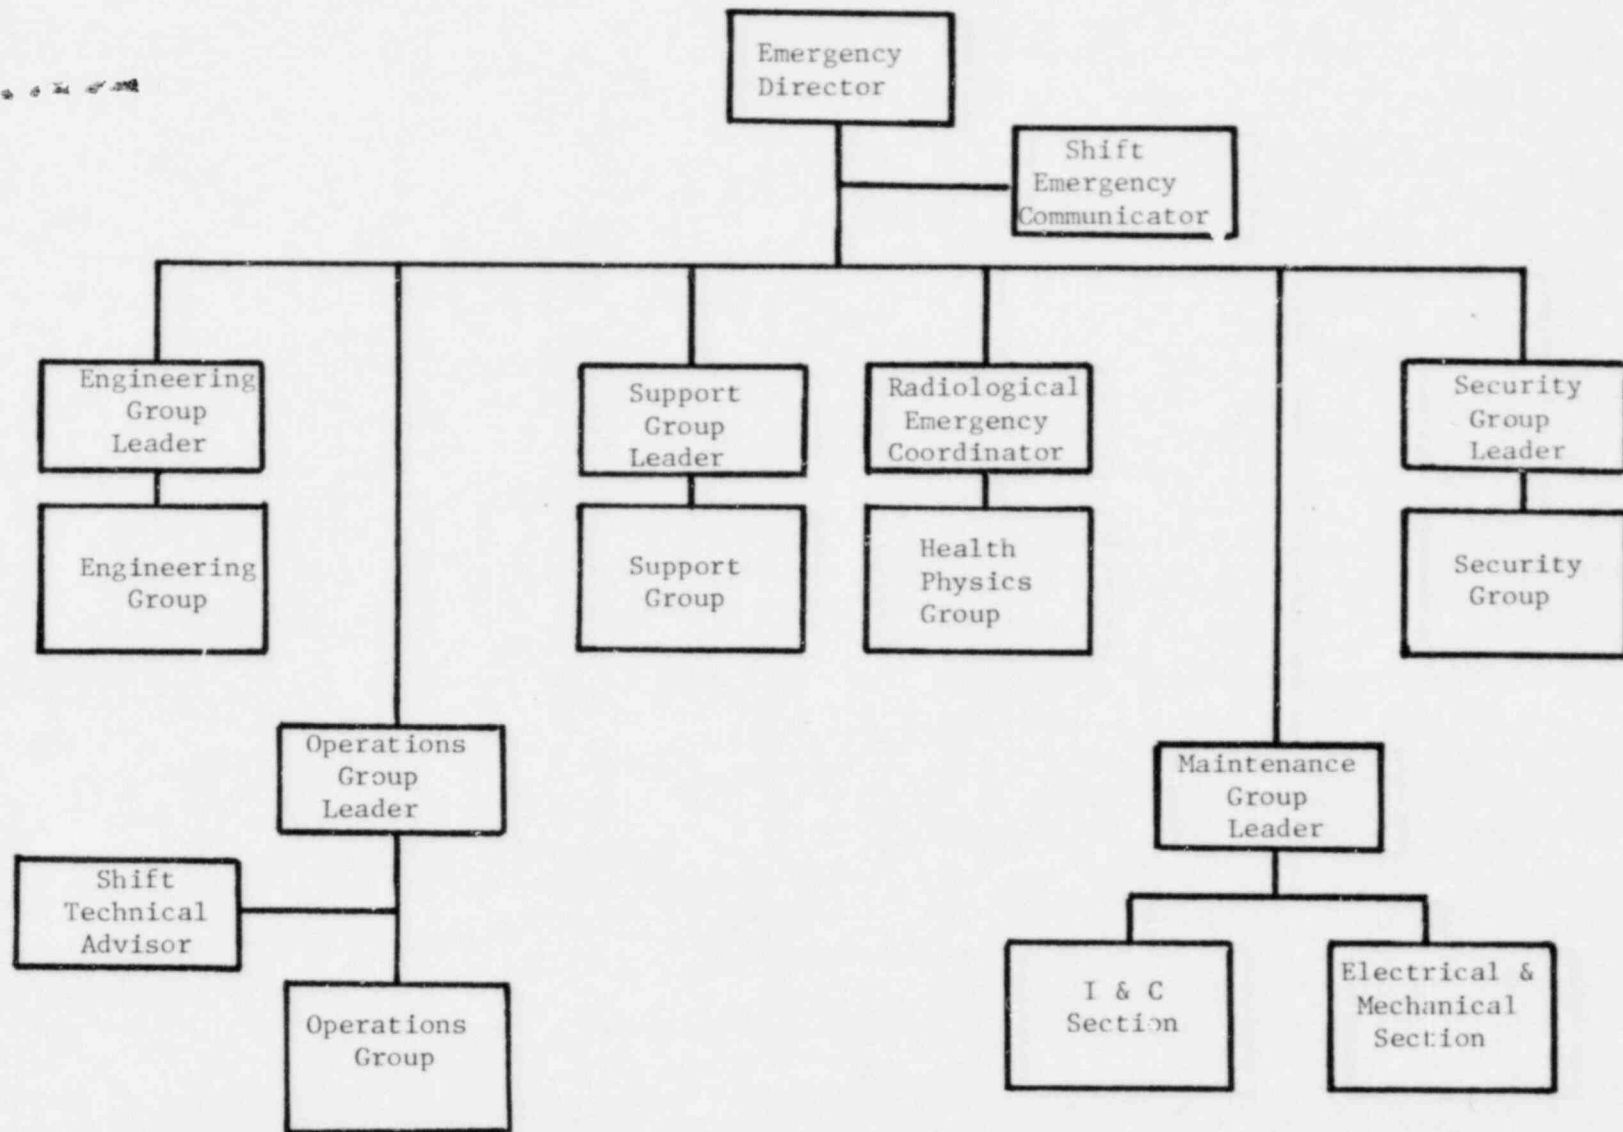 Emergency
Director
Shift
Emergency
Communicator
Engineering
Group
Leader
Support
Group
Leader
Radiological
Emergency
Coordinator
Security
Group
Leader
Engineering
Group
Support
Group
Health
Physics
Group
Security
Group
Operations
Group
Leader
Maintenance
Group
Leader
Shift
Technical
Advisor
Operations
Group
I & C
Section
Electrical &
Mechanical
Section